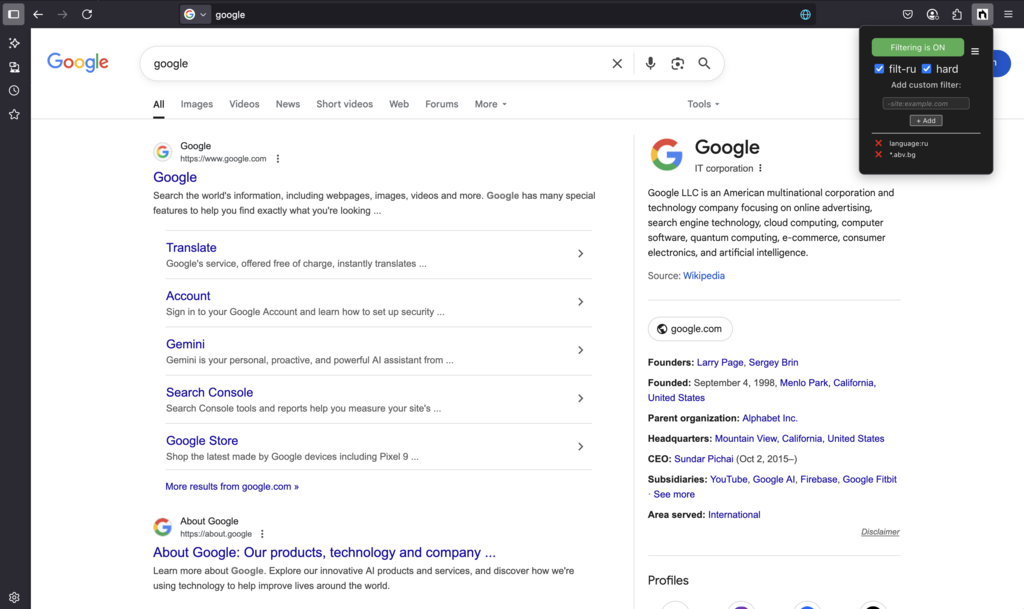 google
Google
google
All Images Videos News Short videos Web Forums More Tools
Filtering is ON
filt-ru hard
Add custom filter:
-site:example.com
+ Add
language:ru
*.abv.bg
Google
https://www.google.com
Google
Search the world's information, including webpages, images, videos and more. Google has many special
features to help you find exactly what you're looking ...
Translate
Google's service, offered free of charge, instantly translates ...
Account
Sign in to your Google Account and learn how to set up security ...
Gemini
Gemini is your personal, proactive, and powerful AI assistant from ...
Search Console
Search Console tools and reports help you measure your site's ...
Google Store
Shop the latest made by Google devices including Pixel 9 ...
More results from google.com »
About Google
https://about.google
About Google: Our products, technology and company ...
Learn more about Google. Explore our innovative AI products and services, and discover how we're
using technology to help improve lives around the world.
Google
IT corporation
Google LLC is an American multinational corporation and
technology company focusing on online advertising,
search engine technology, cloud computing, computer
software, quantum computing, e-commerce, consumer
electronics, and artificial intelligence.
Source: Wikipedia
google.com
Founders: Larry Page, Sergey Brin
Founded: September 4, 1998, Menlo Park, California,
United States
Parent organization: Alphabet Inc.
Headquarters: Mountain View, California, United States
CEO: Sundar Pichai (Oct 2, 2015–)
Subsidiaries: YouTube, Google AI, Firebase, Google Fitbit
· See more
Area served: International
Disclaimer
Profiles